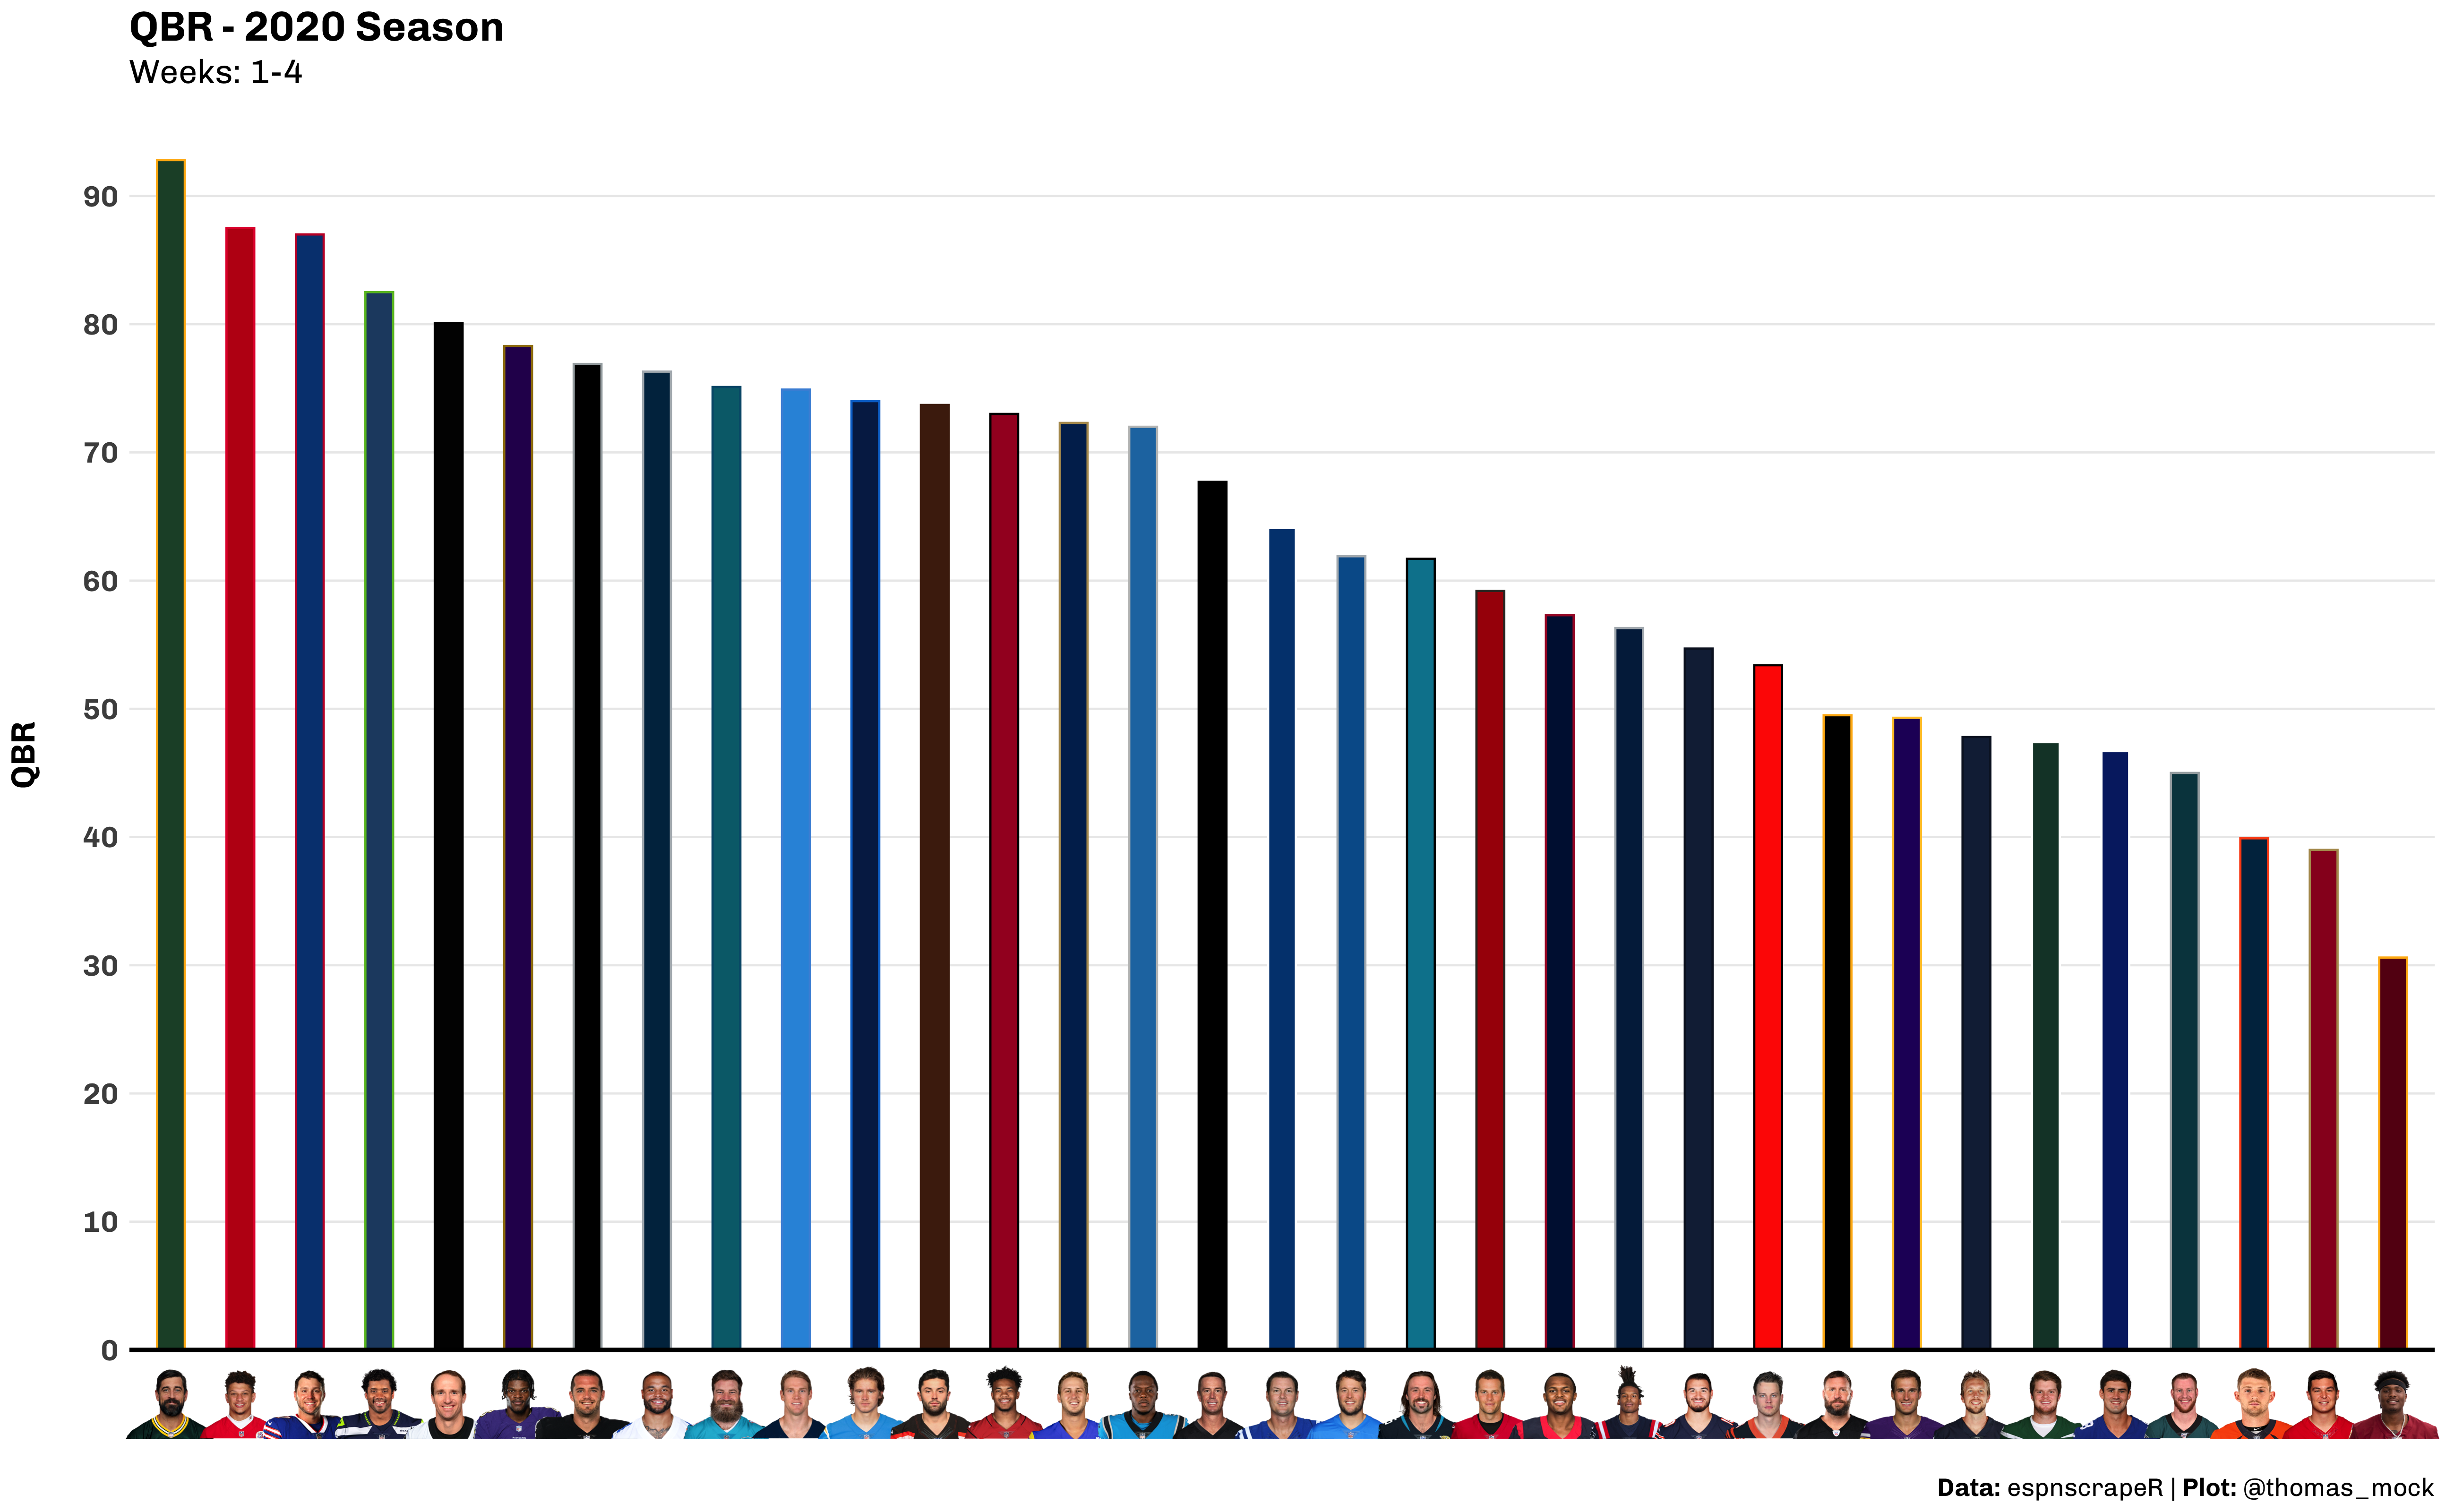 QBR - 2020 Season
Weeks: 1-4
QBR
90
80
70
60
50
40
30
20
10
0
Data: espnscrapeR | Plot: @thomas_mock